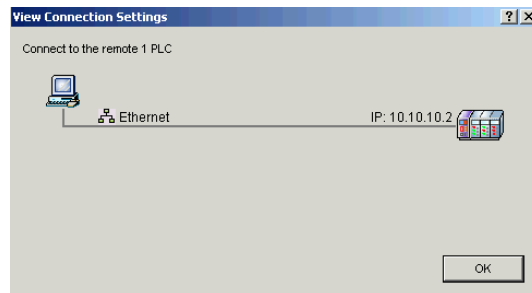 View Connection Settings
Connect to the remote 1 PLC
Ethernet
IP: 10.10.10.2
OK